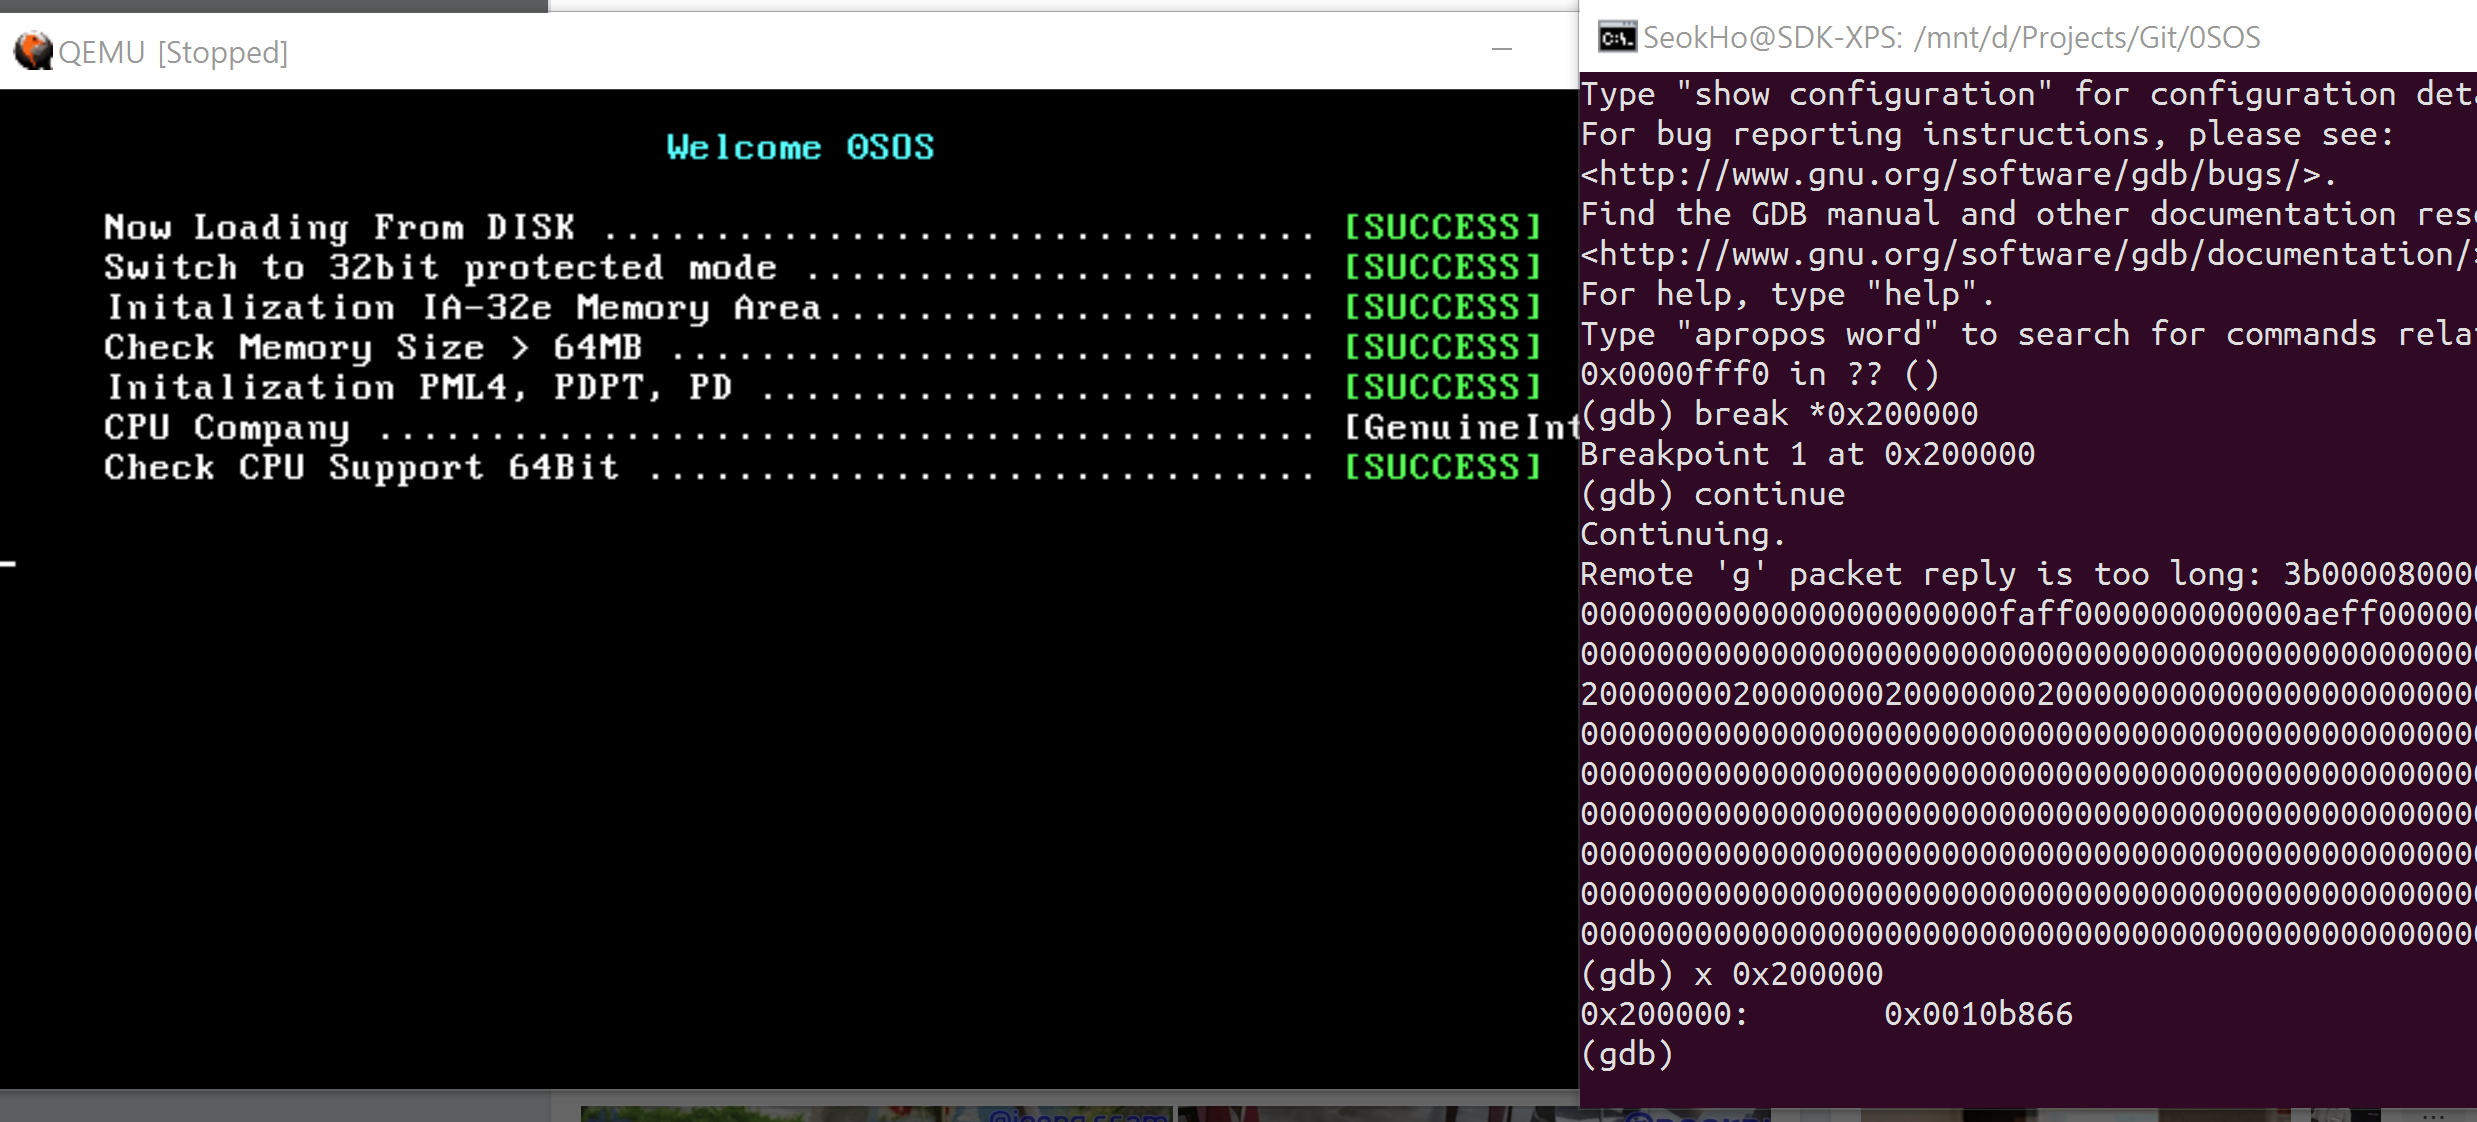 QEMU [Stopped]
Welcome 0SOS
Now Loading From DISK ................................ [SUCCESS]
Switch to 32bit protected mode ....................... [SUCCESS]
Initalization IA-32e Memory Area...................... [SUCCESS]
Check Memory Size > 64MB ............................. [SUCCESS]
Initalization PML4, PDPT, PD ......................... [SUCCESS]
CPU Company .......................................... [GenuineInt
Check CPU Support 64Bit .............................. [SUCCESS]
SeokHo@SDK-XPS: /mnt/d/Projects/Git/0SOS
Type "show configuration" for configuration deta
For bug reporting instructions, please see:
<http://www.gnu.org/software/gdb/bugs/>.
Find the GDB manual and other documentation reso
<http://www.gnu.org/software/gdb/documentation/>
For help, type "help".
Type "apropos word" to search for commands relat
0x0000fff0 in ?? ()
(gdb) break *0x200000
Breakpoint 1 at 0x200000
(gdb) continue
Continuing.
Remote 'g' packet reply is too long: 3b000080000
0000000000000000000000faff000000000000aeff000000
000000000000000000000000000000000000000000000000
200000002000000020000000200000000000000000000000
000000000000000000000000000000000000000000000000
000000000000000000000000000000000000000000000000
000000000000000000000000000000000000000000000000
000000000000000000000000000000000000000000000000
000000000000000000000000000000000000000000000000
000000000000000000000000000000000000000000000000
(gdb) x 0x200000
0x200000: 0x0010b866
(gdb)